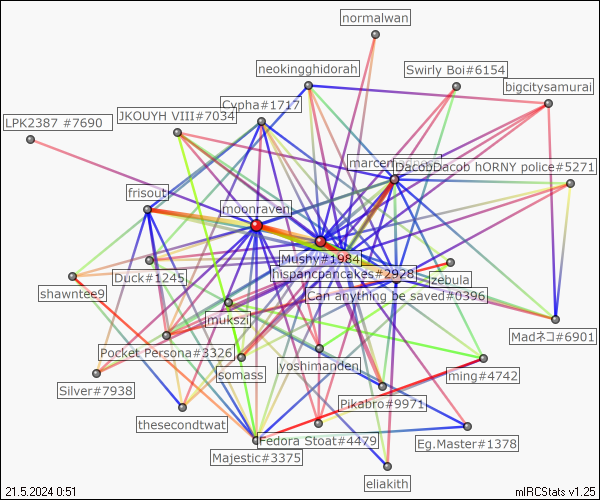 normalwan
neokingghidorah
Swirly Boi#6154
bigcitysamurai
Cypha#1717
JKOUYH VIII#7034
LPK2387 #7690
DacobDacob hORNY police#5271
frisout
moonraven
Mushy#1984
hispancpancakes#2928
Duck#1245
zebula
shawntee9
Can anything be saved#0396
mukszi
Madネコ#6901
Pocket Persona#3326
yoshimanden
somass
ming#4742
Silver#7938
Pikabro#9971
thesecondtwat
Fedora Stoat#4479
Eg.Master#1378
Majestic#3375
eliakith
21.5.2024 0:51
mIRCStats v1.25